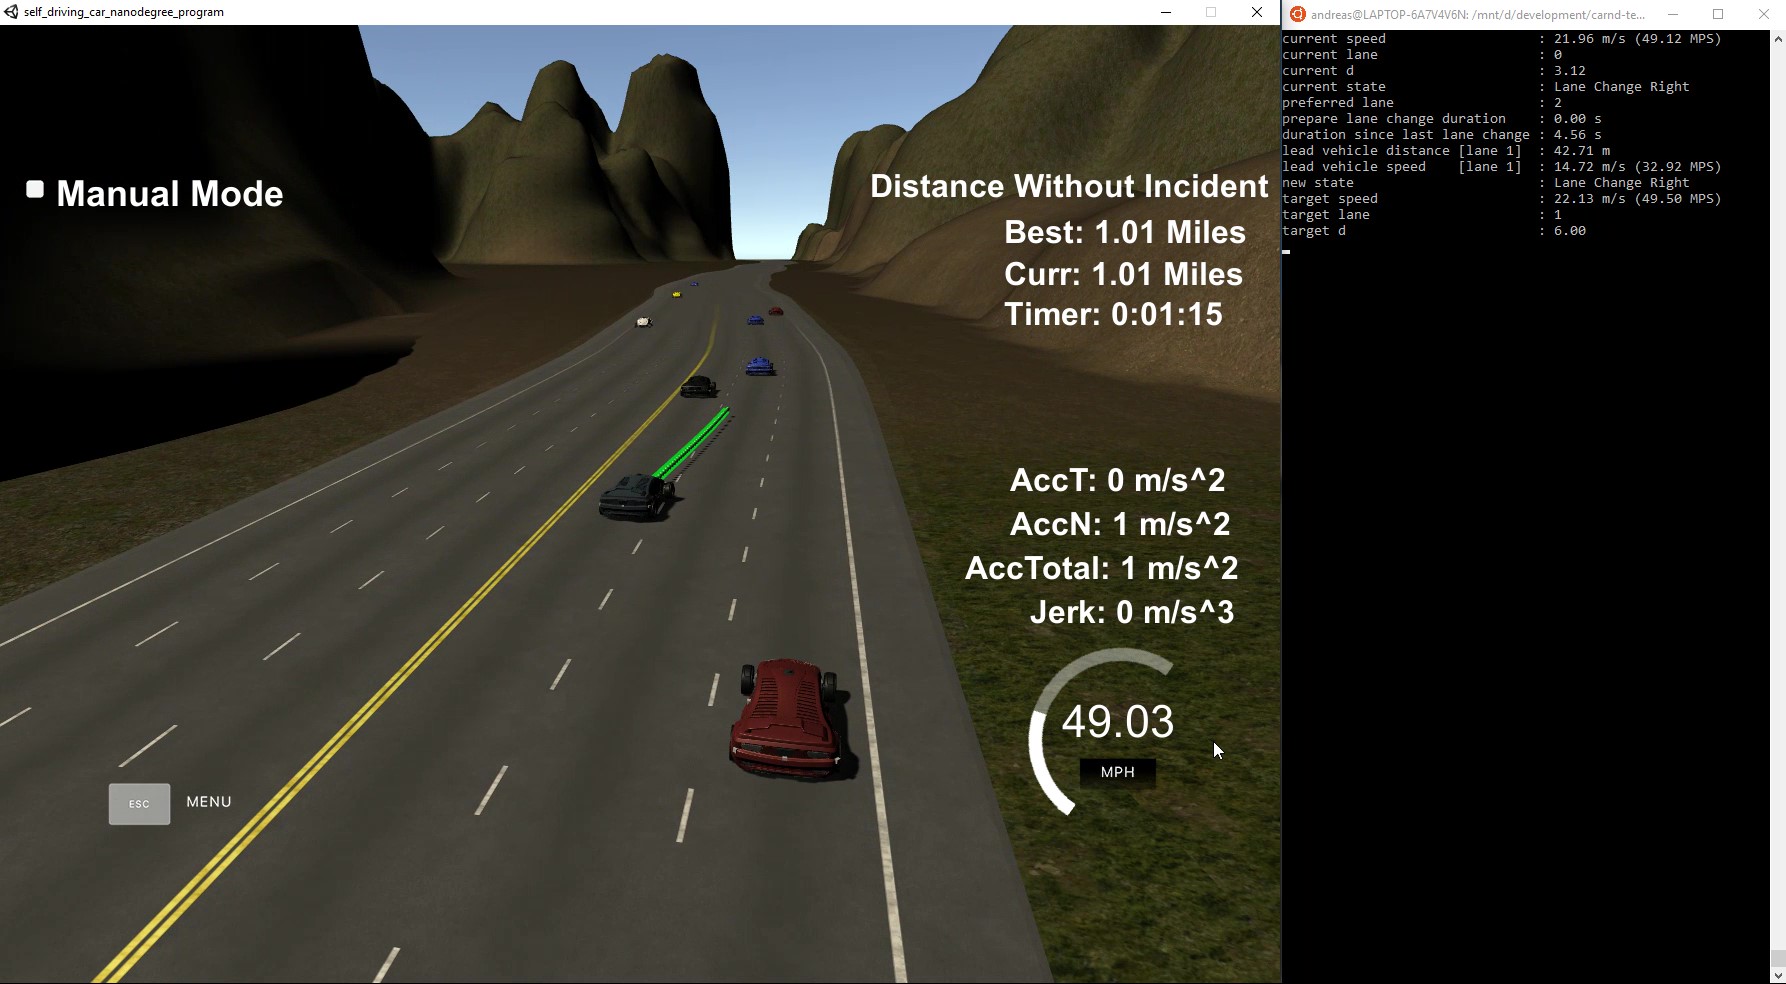 self_driving_car_nanodegree_program
Manual Mode
Distance Without Incident
Best: 1.01 Miles
Curr: 1.01 Miles
Timer: 0:01:15
AccT: 0 m/s^2
AccN: 1 m/s^2
AccTotal: 1 m/s^2
Jerk: 0 m/s^3
49.03
MPH
ESC MENU
andreas@LAPTOP-6A7V4V6N: /mnt/d/development/carnd-te...
current speed : 21.96 m/s (49.12 MPS)
current lane : 0
current d : 3.12
current state : Lane Change Right
preferred lane : 2
prepare lane change duration : 0.00 s
duration since last lane change : 4.56 s
lead vehicle distance [lane 1] : 42.71 m
lead vehicle speed [lane 1] : 14.72 m/s (32.92 MPS)
new state : Lane Change Right
target speed : 22.13 m/s (49.50 MPS)
target lane : 1
target d : 6.00